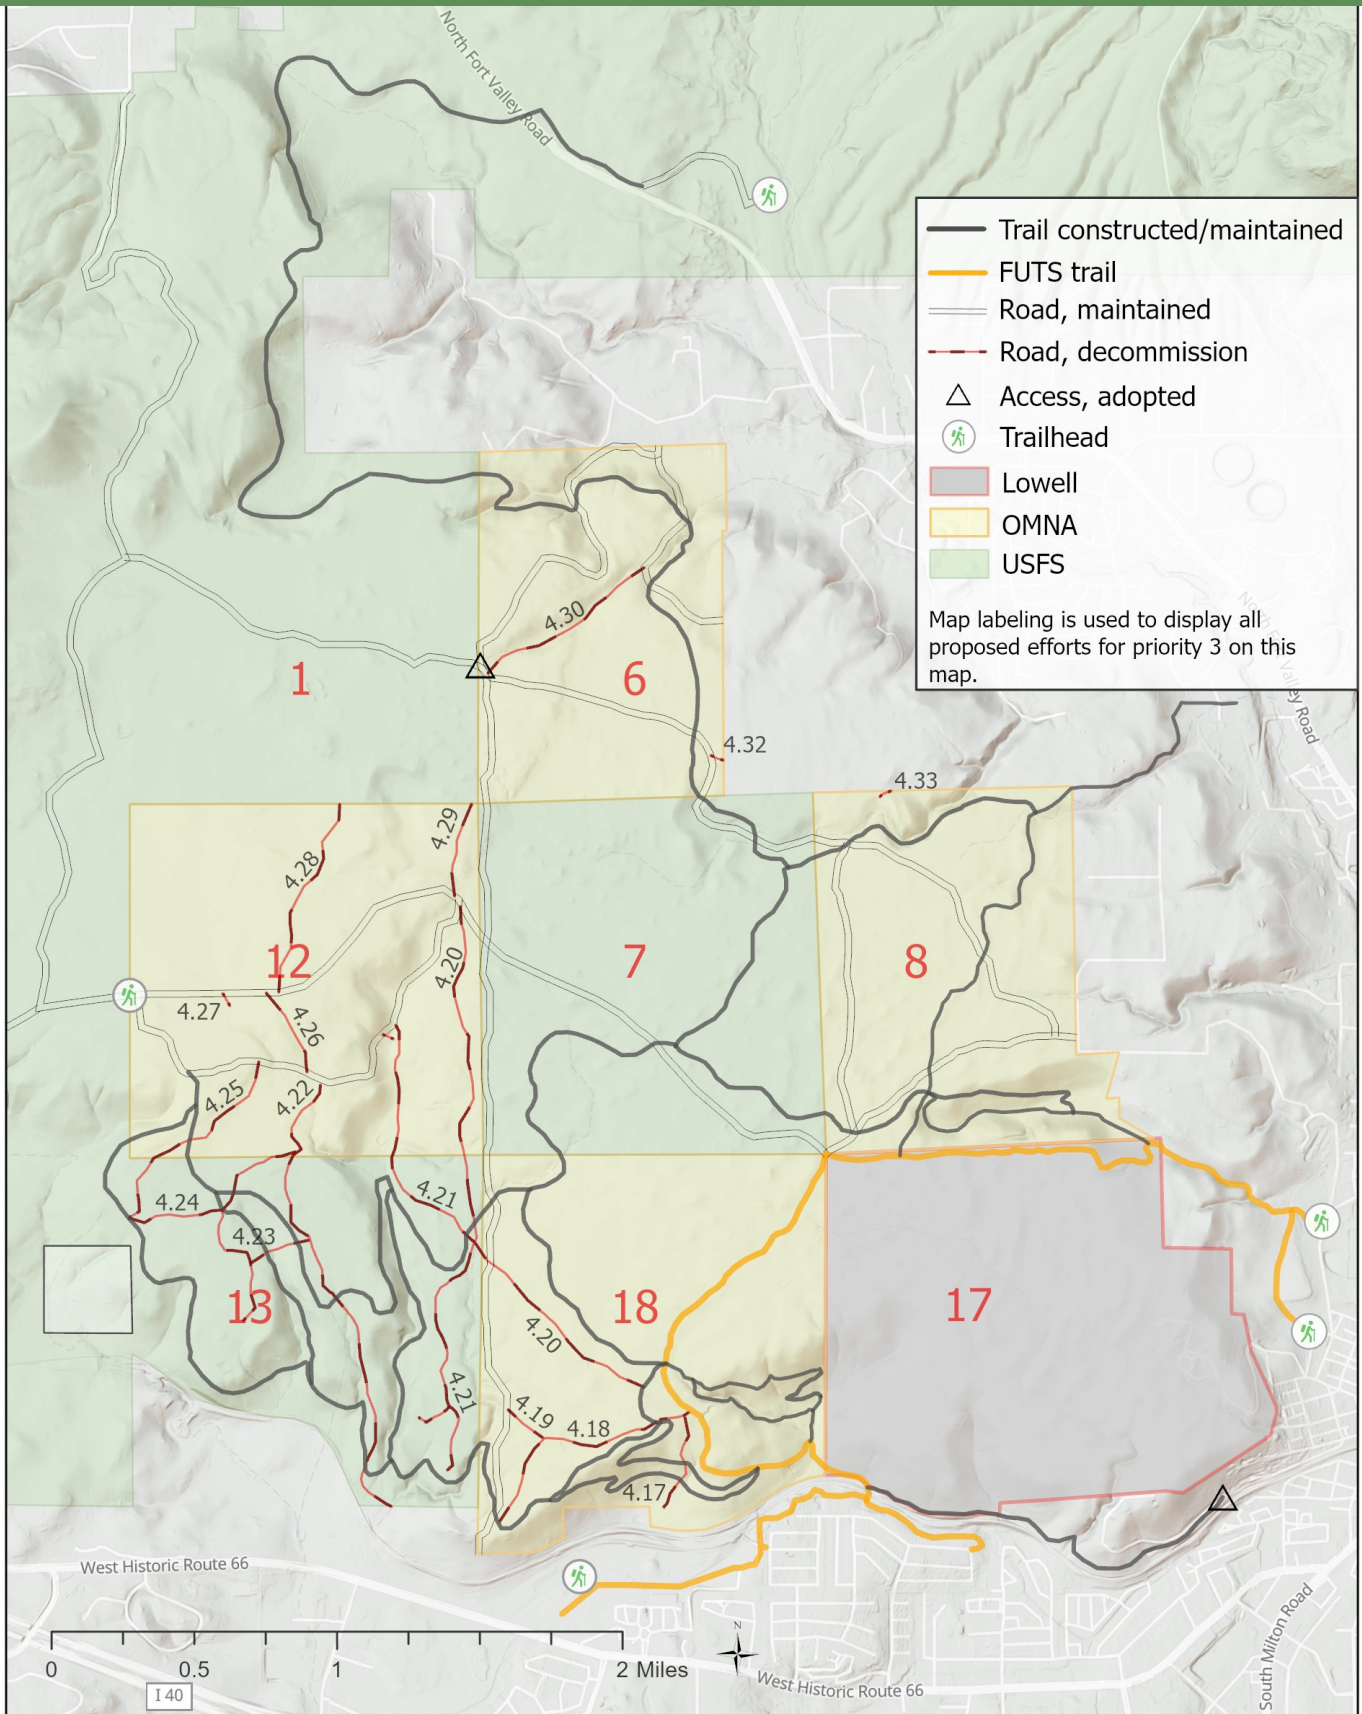 North Fort Valley Road
Trail constructed/maintained
FUTS trail
Road, maintained
Road, decommission
Access, adopted
Trailhead
Lowell
OMNA
USFS
Map labeling is used to display all
proposed efforts for priority 3 on this
map.
4.30
1
6
4.32
4.33
4.29
4.28
12
7
8
4.20
4.27
4.26
4.25
4.22
4.21
4.24
4.23
13
18
17
4.20
4.21
4.19
4.18
4.17
West Historic Route 66
N
0
0.5
1
2 Miles
I 40
West Historic Route 66
South Milton Road